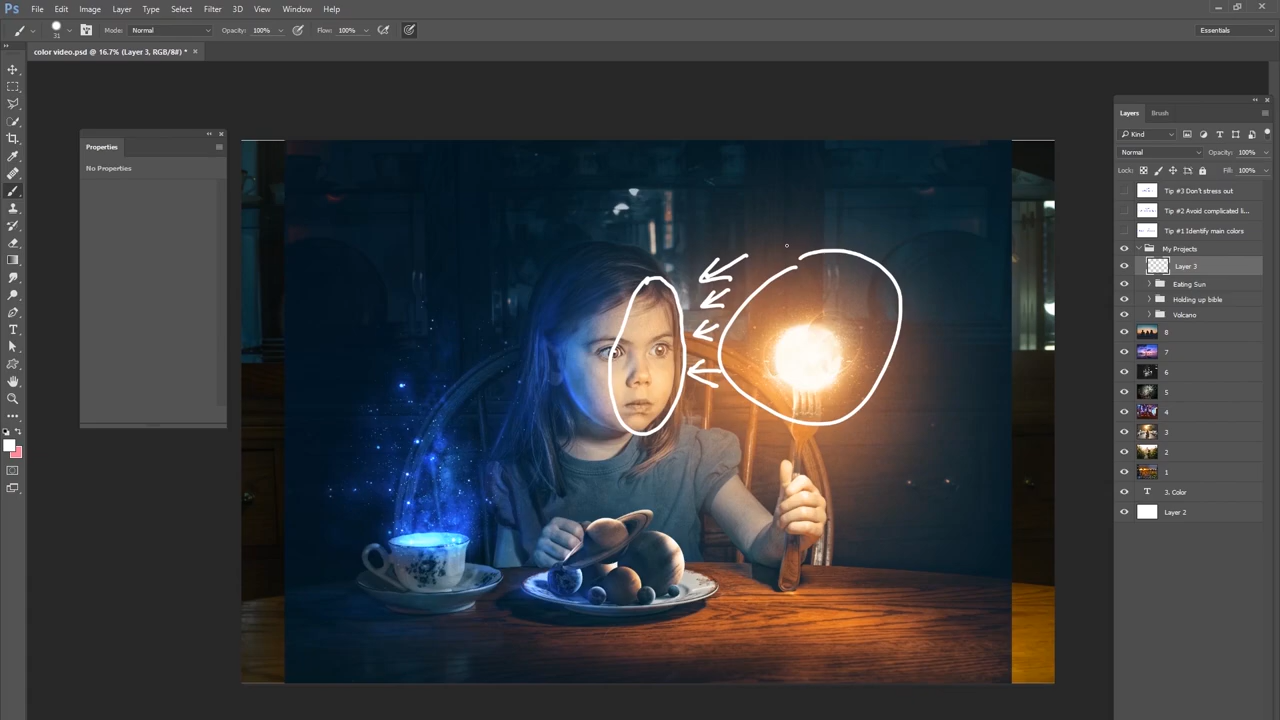 Ps File Edit Image Layer Type Select Filter 3D View Window Help
31 Mode: Normal Opacity: 100% Flow: 100% Essentials
color video.psd @ 16.7% (Layer 3, RGB/8#) * ×
Properties
No Properties
Layers Brush
Kind
Normal Opacity: 100%
Lock: Fill: 100%
Tip #3 Don't stress out
Tip #2 Avoid complicated li...
Tip #1 Identify main colors
My Projects
Layer 3
Eating Sun
Holding up bible
Volcano
8
7
6
5
4
3
2
1
T 3. Color
Layer 2